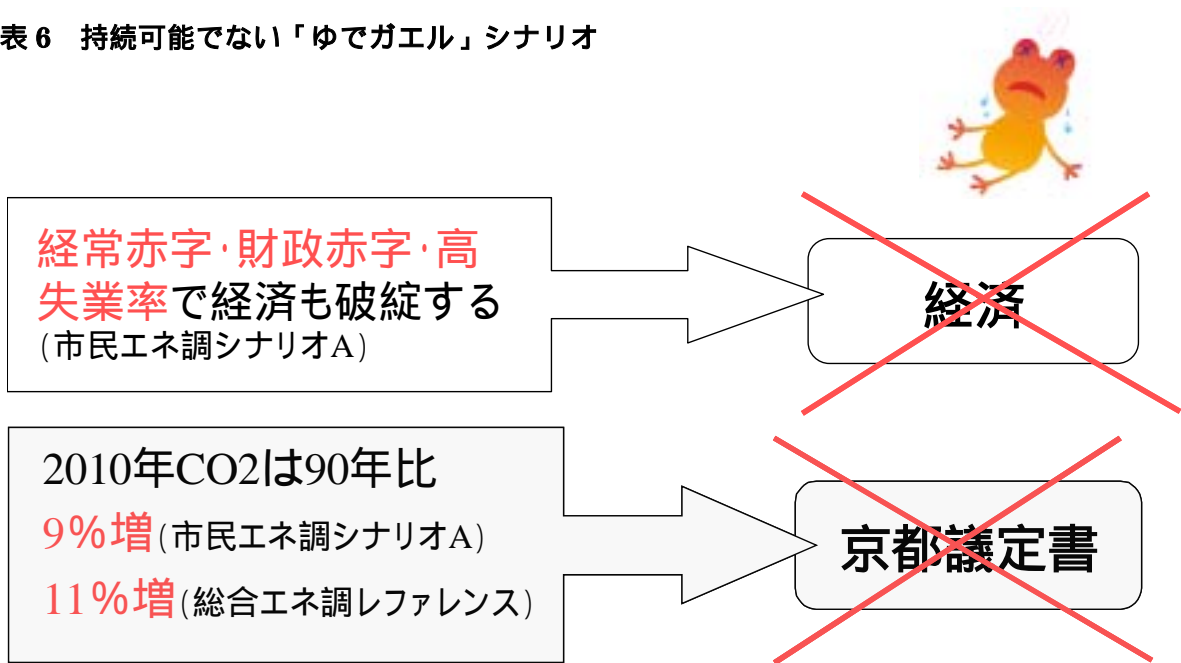 表 6　持続可能でない「ゆでガエル」シナリオ
経常赤字･財政赤字･高
失業率で経済も破綻する
(市民エネ調シナリオA)
経済
2010年CO2は90年比
9%増(市民エネ調シナリオA)
11%増(総合エネ調レファレンス)
京都議定書